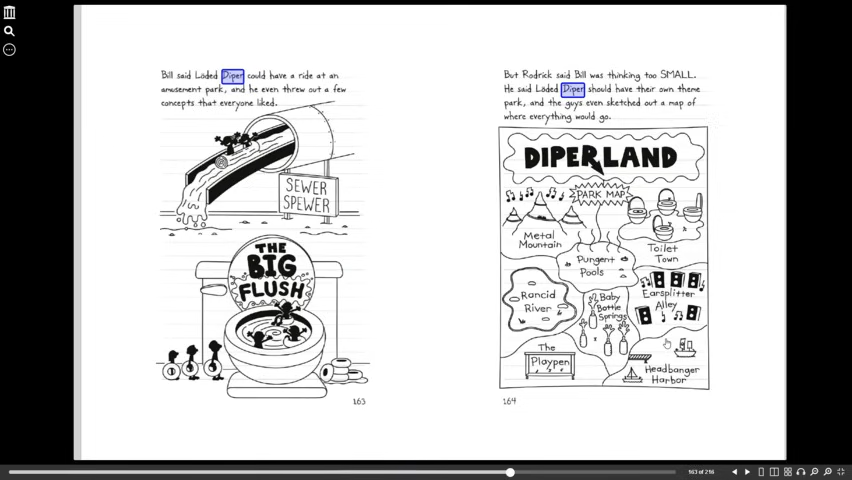 Bill said Löded Diper could have a ride at an
amusement park, and he even threw out a few
concepts that everyone liked.
SEWER
SPEWER
THE
BIG
FLUSH
163
But Rodrick said Bill was thinking too SMALL.
He said Löded Diper should have their own theme
park, and the guys even sketched out a map of
where everything would go.
DIPERLAND
PARK MAP
Metal
Mountain
Toilet
Town
Pungent
Pools
Rancid
River
Baby
Bottle
Springs
Earsplitter
Alley
The
Playpen
Headbanger
Harbor
164
163 of 216